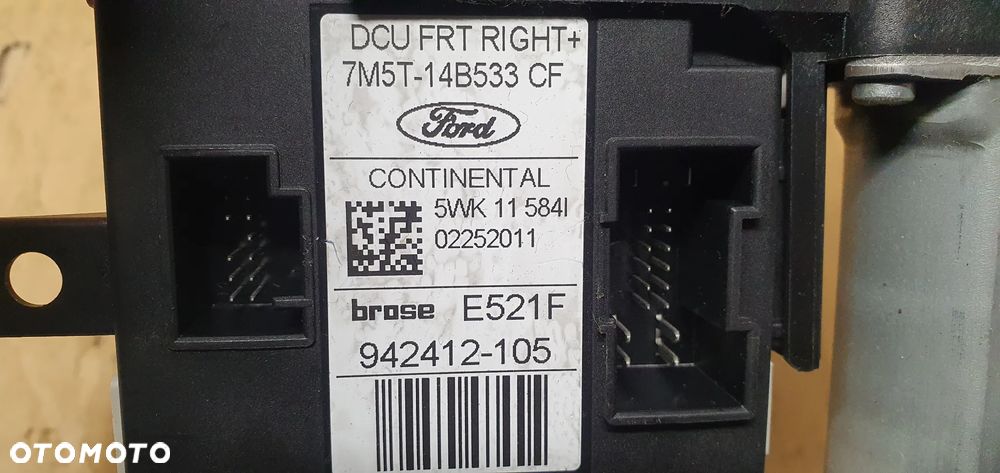 DCU FRT RIGHT+
7M5T-14B533 CF
Ford
CONTINENTAL
5WK 11 584I
02252011
brose E521F
942412-105
OTOMOTO